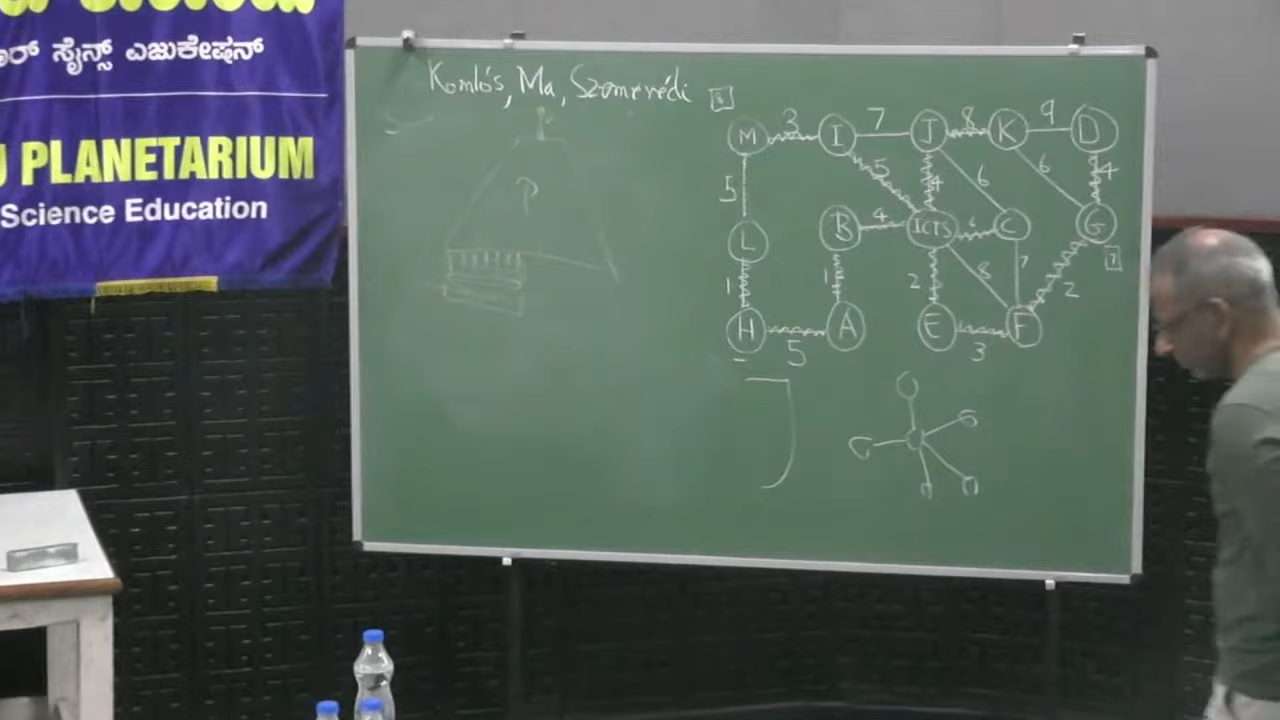 ಸೈನ್ಸ್ ಎಜುಕೇಷನ್
PLANETARIUM
Science Education
Komlós, Ma, Szemerédi
M 3 I 7 J 8 K 9 D
5 5 4 6 6 4
P
L B 4 ICTS 6 C G
1 1 2 8 7 2
H 5 A E 3 F